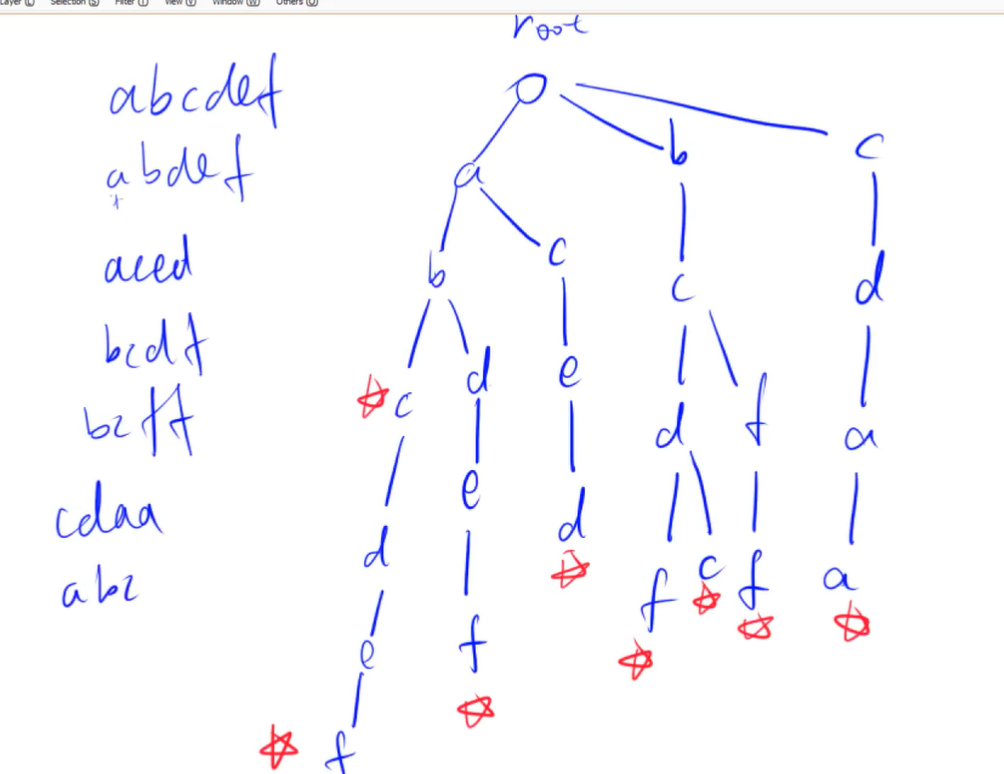 Layer (L) Selection (S) Filter (T) View (V) Window (W) Others (O)
root
abcdef
abdef
aced
bcdf
bcff
cdaa
abc
a b c
b c c d
c d e d f a
d e d f c f a
e f
f